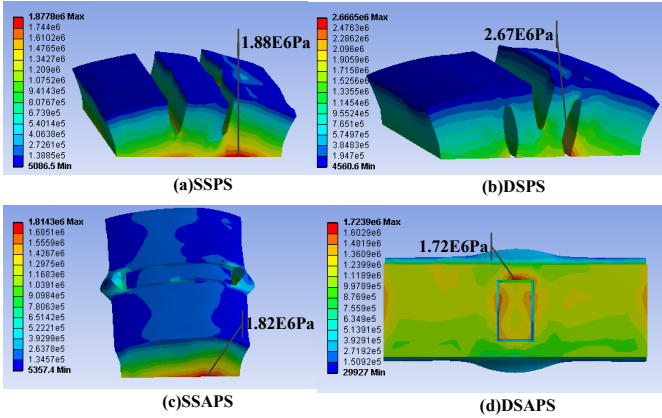 1.8778e6 Max
1.744e6
1.6102e6
1.4765e6
1.3427e6
1.209e6
1.0752e6
9.4143e5
8.0767e5
6.739e5
5.4014e5
4.0638e5
2.7261e5
1.3885e5
5086.5 Min
1.88E6Pa
(a)SSPS
2.6665e6 Max
2.4763e6
2.2862e6
2.096e6
1.9059e6
1.7158e6
1.5256e6
1.3355e6
1.1454e6
9.5524e5
7.651e5
5.7497e5
3.8483e5
1.947e5
4560.6 Min
2.67E6Pa
(b)DSPS
1.8143e6 Max
1.6851e6
1.5559e6
1.4267e6
1.2975e6
1.1683e6
1.0391e6
9.0984e5
7.8063e5
6.5142e5
5.2221e5
3.9299e5
2.6378e5
1.3457e5
5357.4 Min
1.82E6Pa
(c)SSAPS
1.7239e6 Max
1.6029e6
1.4819e6
1.3609e6
1.2399e6
1.1189e6
9.9789e5
8.769e5
7.559e5
6.349e5
5.1391e5
3.9291e5
2.7192e5
1.5092e5
29927 Min
1.72E6Pa
(d)DSAPS